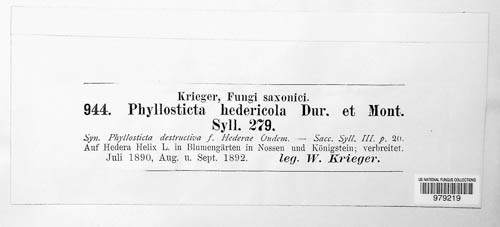 Krieger, Fungi saxonici.
944. Phyllosticta hedericola Dur. et Mont.
Syll. 279.
Syn. Phyllosticta destructiva f. Hederae Oudem. — Sacc. Syll. III. p. 20.
Auf Hedera Helix L. in Blumengärten in Nossen und Königstein; verbreitet.
Juli 1890, Aug. u. Sept. 1892. leg. W. Krieger.
US NATIONAL FUNGUS COLLECTIONS
979219